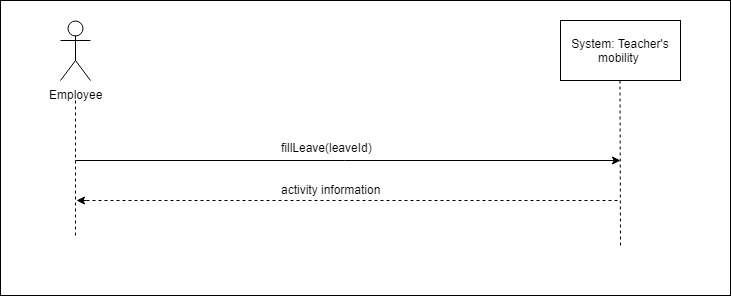 System: Teacher's
mobility
Employee
fillLeave(leaveId)
activity information